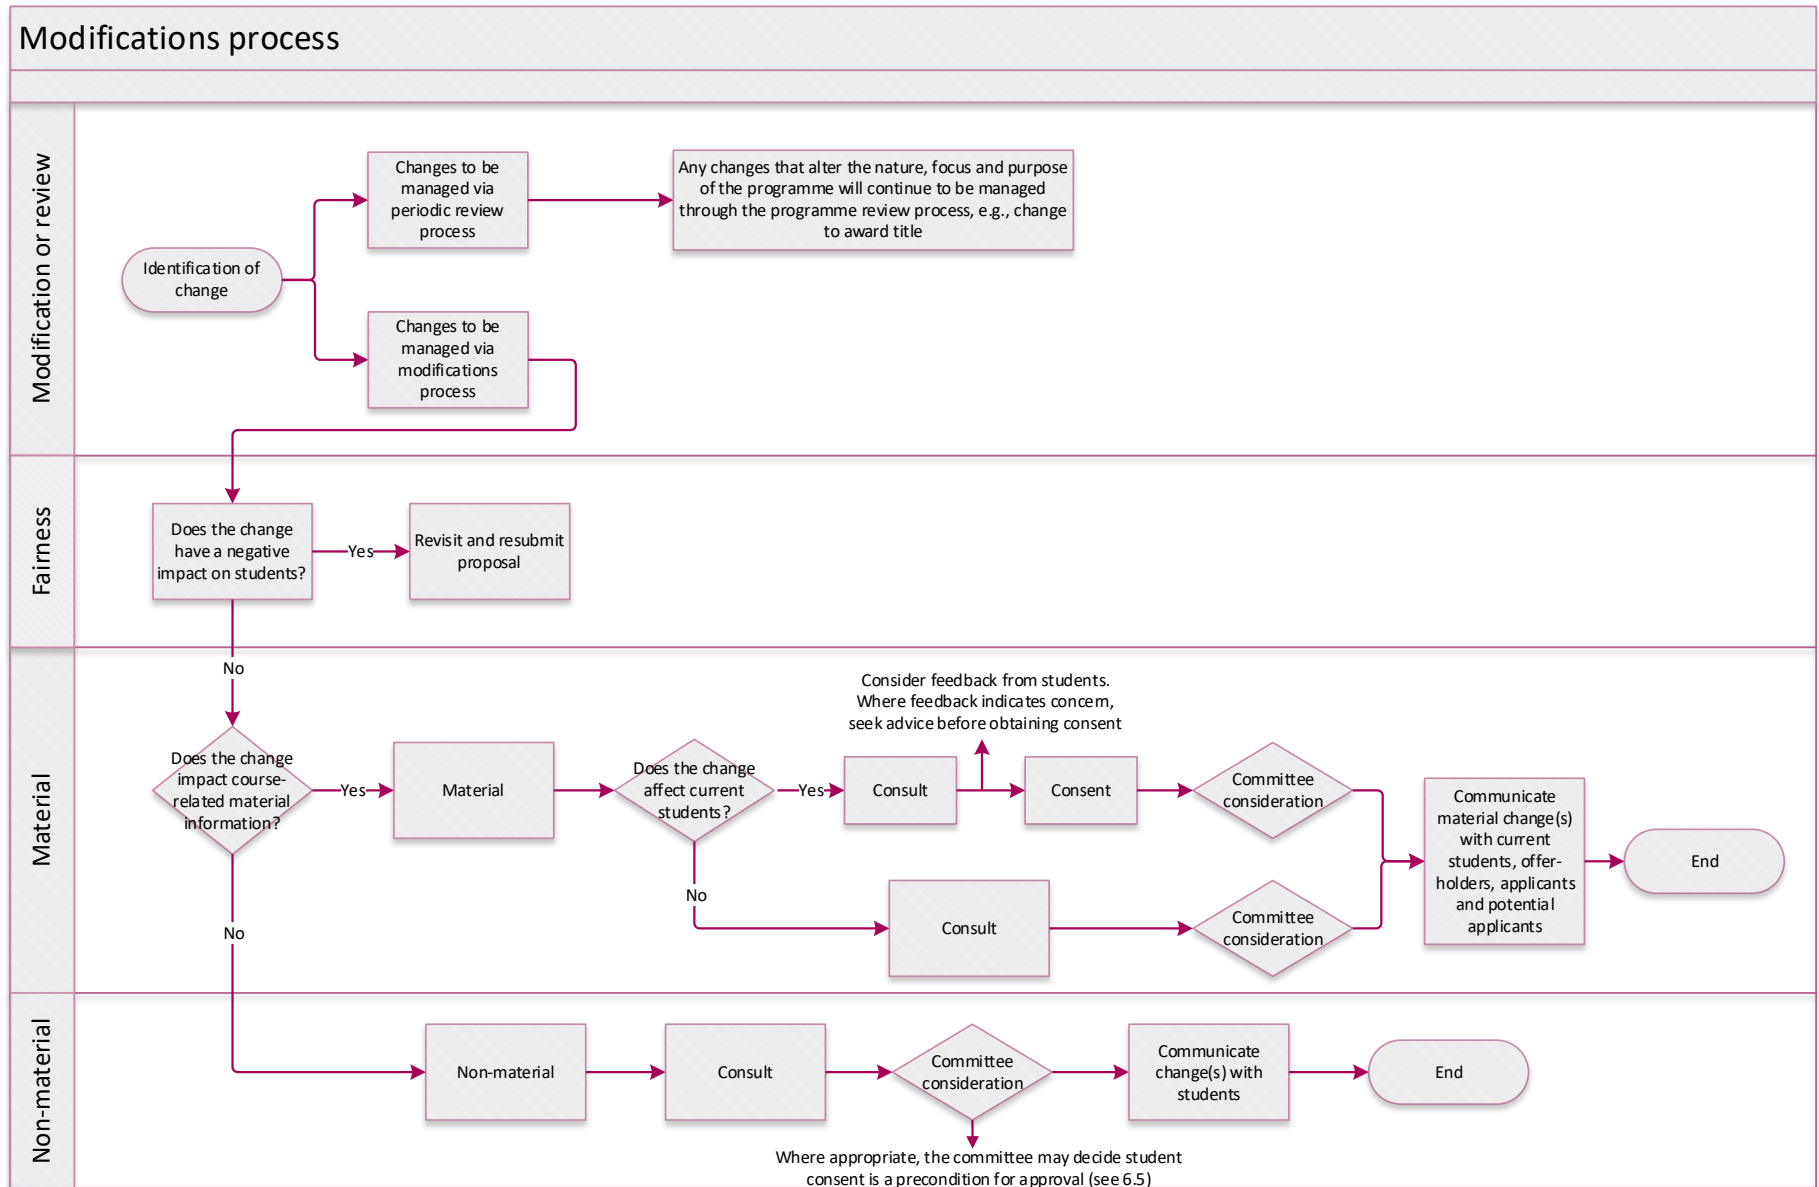 Modifications process
Modification or review
Changes to be
managed via
periodic review
process
Any changes that alter the nature, focus and purpose
of the programme will continue to be managed
through the programme review process, e.g., change
to award title
Identification of
change
Changes to be
managed via
modifications
process
Fairness
Does the change
have a negative
impact on students?
Yes
Revisit and resubmit
proposal
No
Material
Does the change
impact course-
related material
information?
Yes
Material
Does the change
affect current
students?
Yes
Consult
Consider feedback from students.
Where feedback indicates concern,
seek advice before obtaining consent
Consent
Committee
consideration
No
Consult
Committee
consideration
Communicate
material change(s)
with current
students, offer-
holders, applicants
and potential
applicants
End
No
Non-material
Non-material
Consult
Committee
consideration
Communicate
change(s) with
students
End
Where appropriate, the committee may decide student
consent is a precondition for approval (see 6.5)